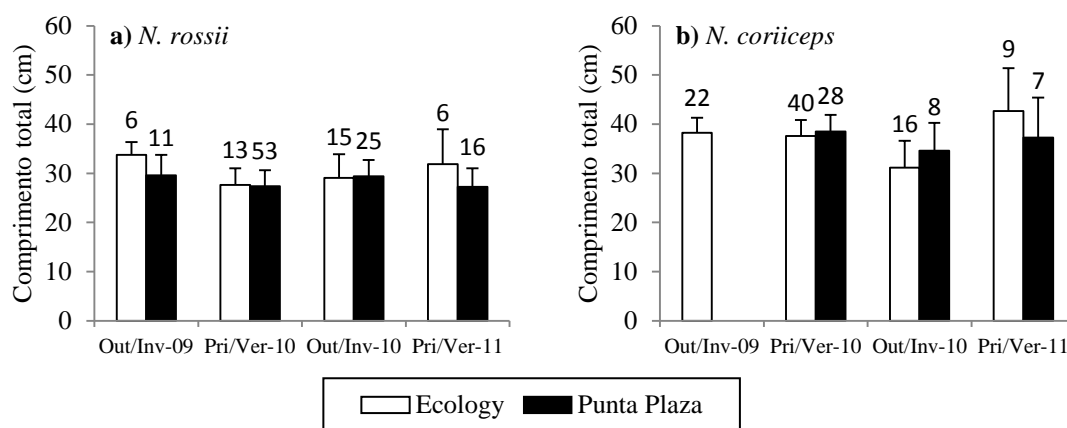 a) N. rossii
Comprimento total (cm)
60
50
40
30
20
10
0
6
11
13
53
15
25
6
16
Out/Inv-09
Pri/Ver-10
Out/Inv-10
Pri/Ver-11
b) N. coriiceps
Comprimento total (cm)
60
50
40
30
20
10
0
22
40
28
16
8
9
7
Out/Inv-09
Pri/Ver-10
Out/Inv-10
Pri/Ver-11
Ecology
Punta Plaza